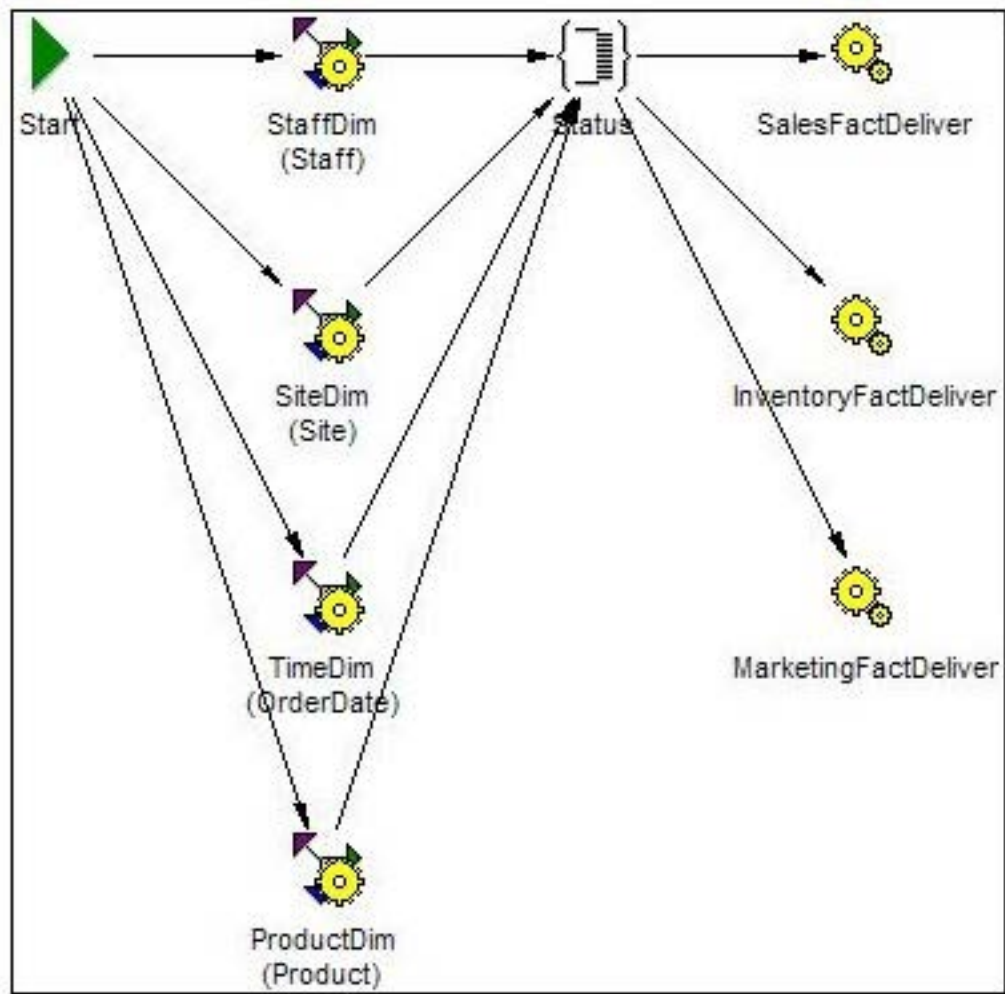 Start
StaffDim
(Staff)
Status
SalesFactDeliver
SiteDim
(Site)
InventoryFactDeliver
TimeDim
(OrderDate)
MarketingFactDeliver
ProductDim
(Product)